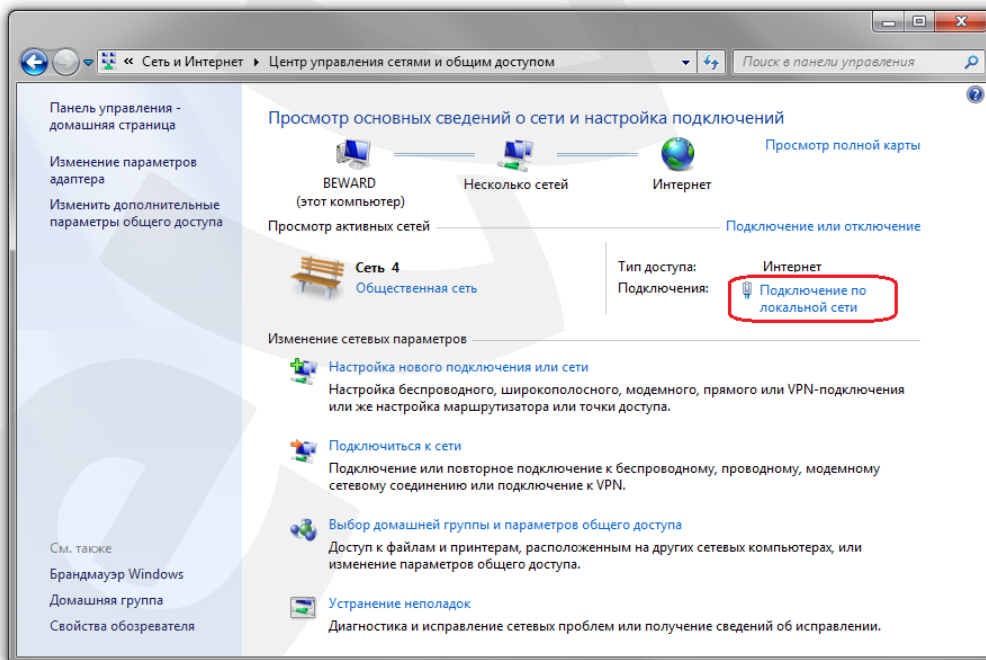 « Сеть и Интернет Центр управления сетями и общим доступом Поиск в панели управления
Панель управления -
домашняя страница
Изменение параметров
адаптера
Изменить дополнительные
параметры общего доступа
Просмотр основных сведений о сети и настройка подключений
Просмотр полной карты
BEWARD
(этот компьютер)
Несколько сетей
Интернет
Просмотр активных сетей
Подключение или отключение
Сеть 4
Общественная сеть
Тип доступа: Интернет
Подключения: Подключение по
локальной сети
Изменение сетевых параметров
Настройка нового подключения или сети
Настройка беспроводного, широкополосного, модемного, прямого или VPN-подключения
или же настройка маршрутизатора или точки доступа.
Подключиться к сети
Подключение или повторное подключение к беспроводному, проводному, модемному
сетевому соединению или подключение к VPN.
Выбор домашней группы и параметров общего доступа
Доступ к файлам и принтерам, расположенным на других сетевых компьютерах, или
изменение параметров общего доступа.
Устранение неполадок
Диагностика и исправление сетевых проблем или получение сведений об исправлении.
См. также
Брандмауэр Windows
Домашняя группа
Свойства обозревателя